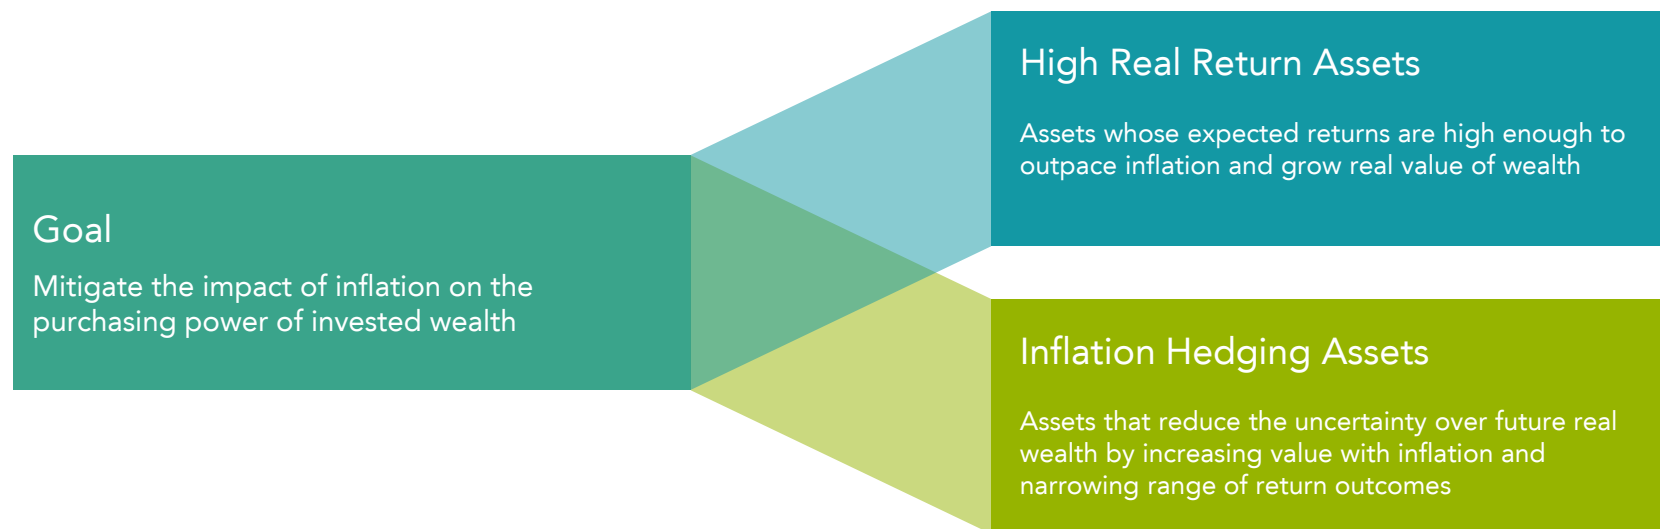 Goal
Mitigate the impact of inflation on the
purchasing power of invested wealth
High Real Return Assets
Assets whose expected returns are high enough to
outpace inflation and grow real value of wealth
Inflation Hedging Assets
Assets that reduce the uncertainty over future real
wealth by increasing value with inflation and
narrowing range of return outcomes